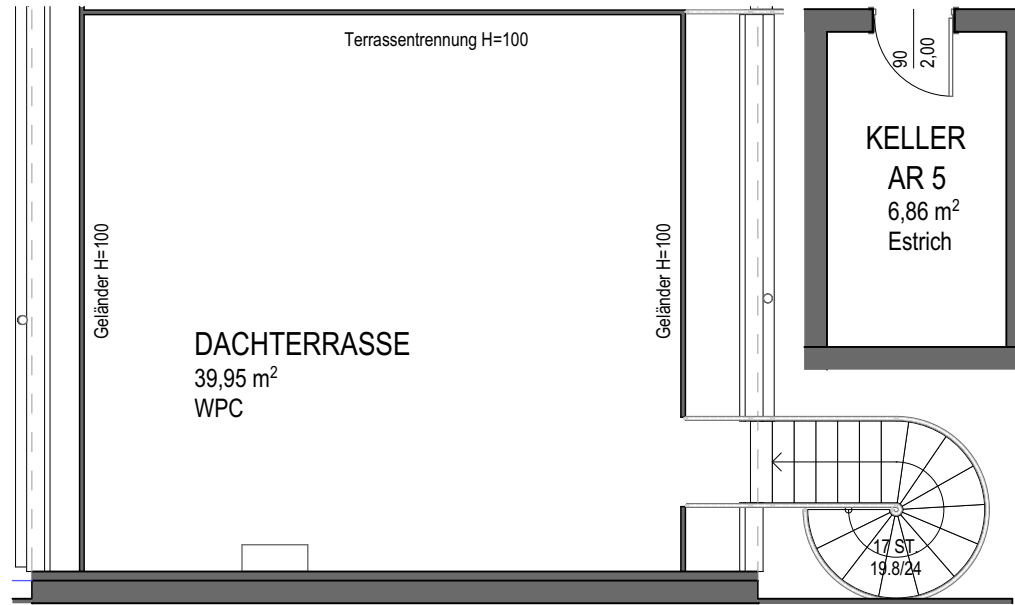 Terrassentrennung H=100
90
2,00
KELLER
AR 5
6,86 m²
Estrich
Geländer H=100
Geländer H=100
DACHTERRASSE
39,95 m²
WPC
17 ST.
19.8/24